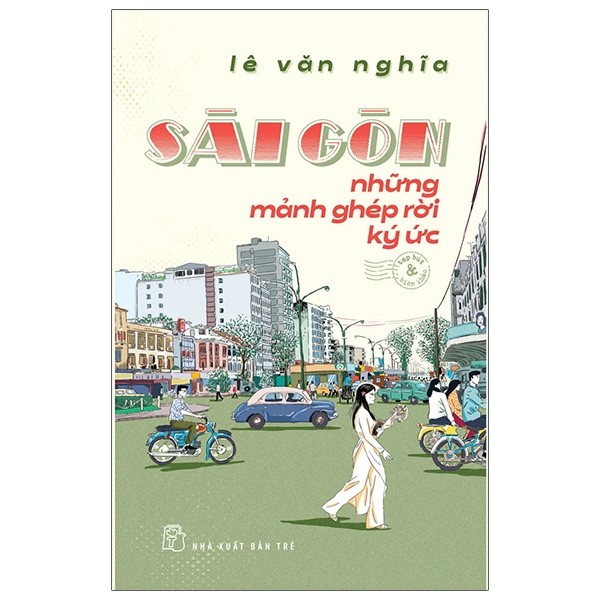 lê văn nghĩa
SÀI GÒN
những
mảnh ghép rời
ký ức
tạp bút
&
biên khảo
NHÀ XUẤT BẢN TRẺ